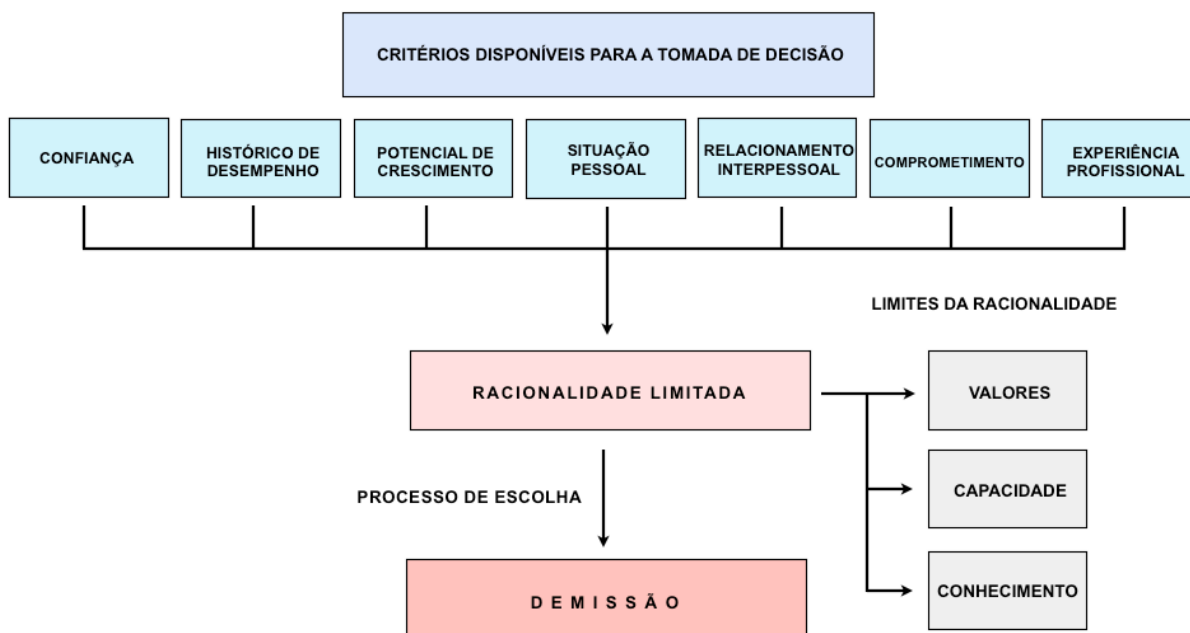 CRITÉRIOS DISPONÍVEIS PARA A TOMADA DE DECISÃO
CONFIANÇA
HISTÓRICO DE
DESEMPENHO
POTENCIAL DE
CRESCIMENTO
SITUAÇÃO
PESSOAL
RELACIONAMENTO
INTERPESSOAL
COMPROMETIMENTO
EXPERIÊNCIA
PROFISSIONAL
LIMITES DA RACIONALIDADE
RACIONALIDADE LIMITADA
VALORES
CAPACIDADE
PROCESSO DE ESCOLHA
CONHECIMENTO
DEMISSÃO